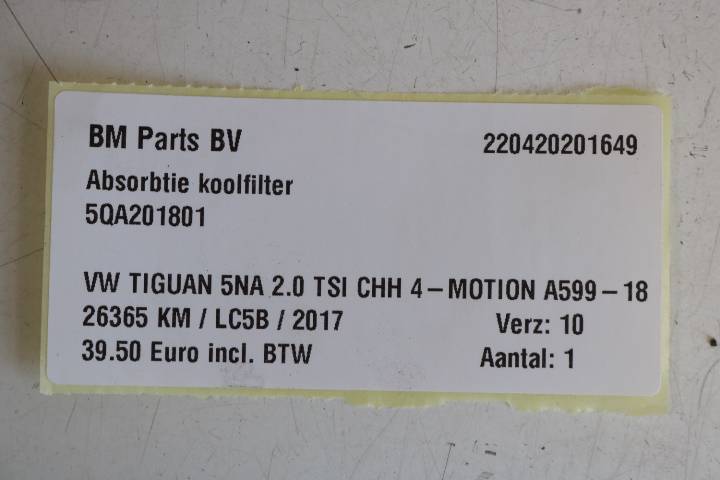 BM Parts BV 220420201649
Absorbtie koolfilter
5QA201801
VW TIGUAN 5NA 2.0 TSI CHH 4-MOTION A599-18
26365 KM / LC5B / 2017 Verz: 10
39.50 Euro incl. BTW Aantal: 1